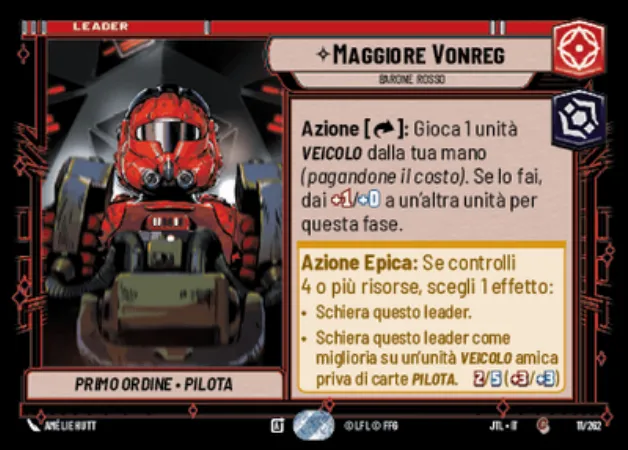 LEADER
MAGGIORE VONREG
BARONE ROSSO
Azione [ ]: Gioca 1 unità
VEICOLO dalla tua mano
(pagandone il costo). Se lo fai,
dai +1/+0 a un'altra unità per
questa fase.
Azione Epica: Se controlli
4 o più risorse, scegli 1 effetto:
• Schiera questo leader.
• Schiera questo leader come
miglioria su un'unità VEICOLO amica
priva di carte PILOTA. 2/5 (+3/+3)
PRIMO ORDINE • PILOTA
AMÉLIE HUTT
© LFL © FFG
JTL • IT
11/262